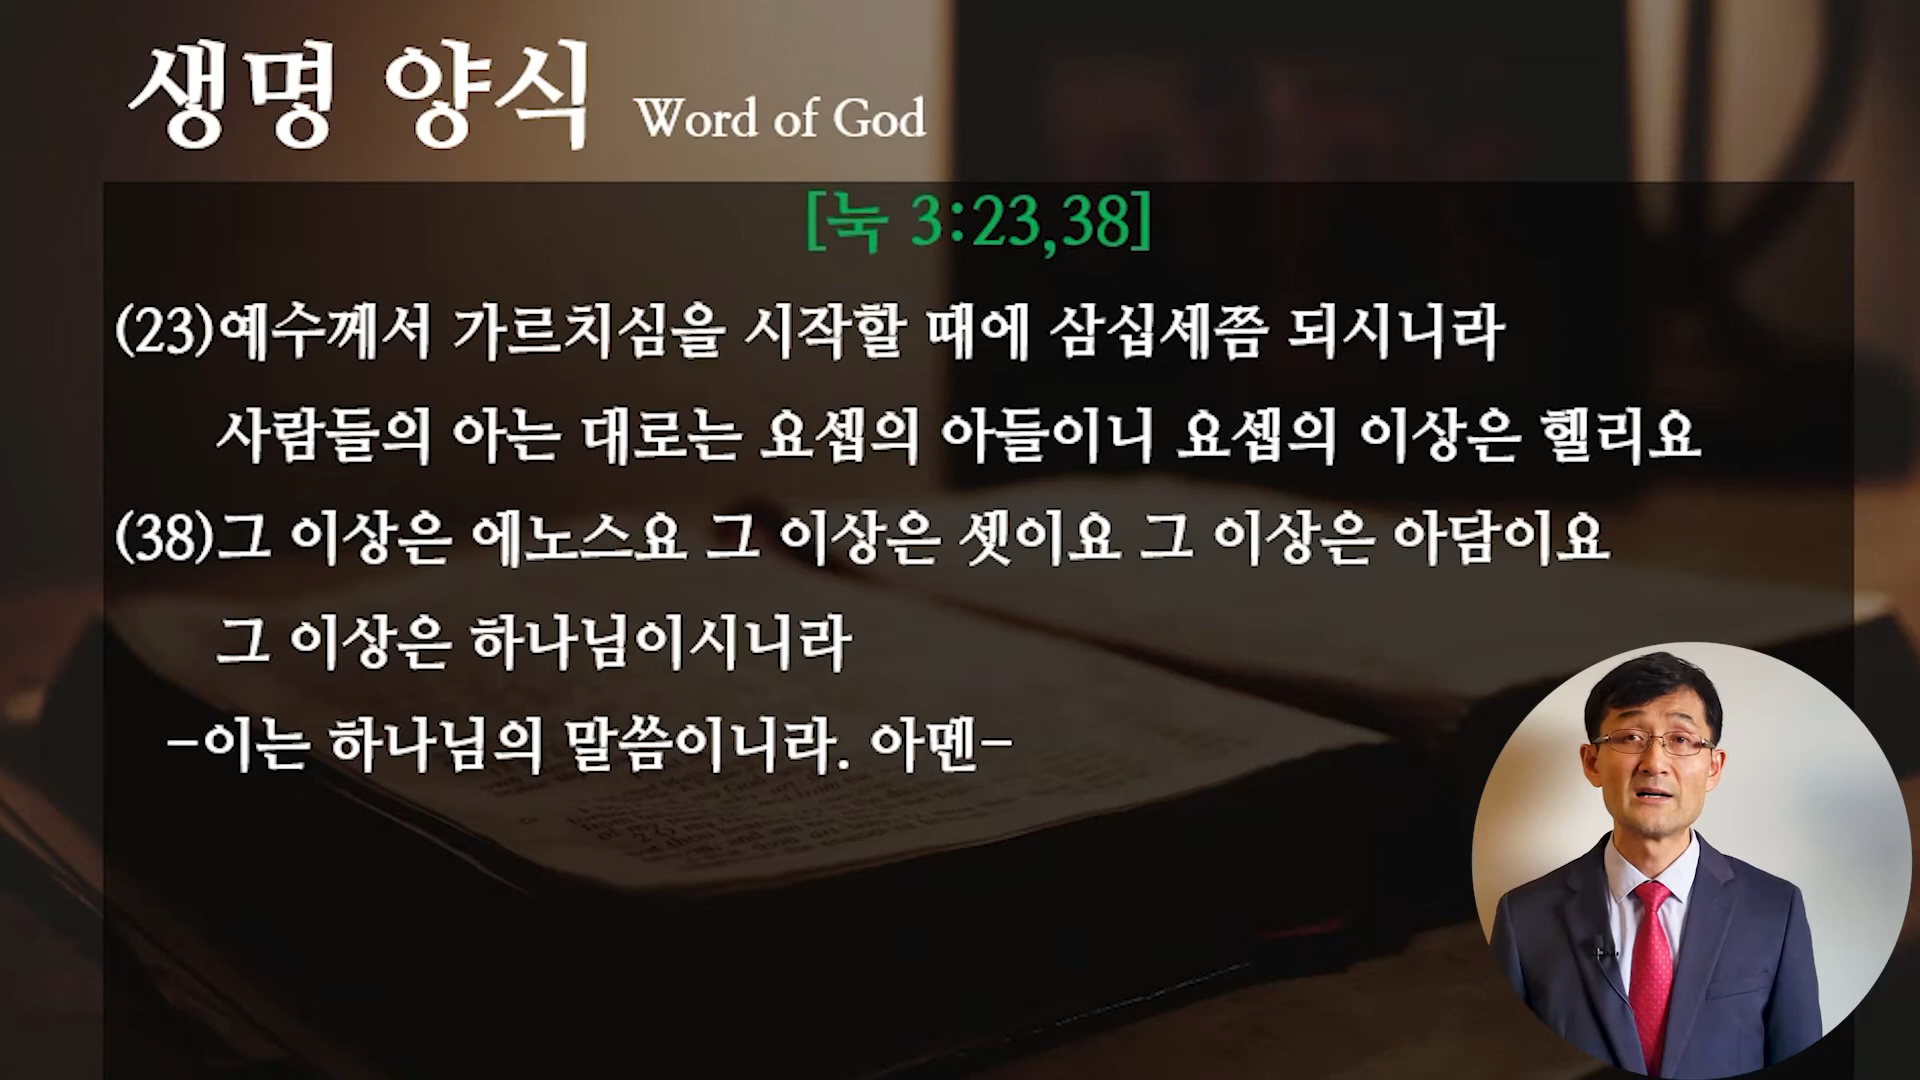 생명 양식 Word of God
[눅 3:23,38]
(23)예수께서 가르치심을 시작할 때에 삼십세쯤 되시니라
사람들의 아는 대로는 요셉의 아들이니 요셉의 이상은 헬리요
(38)그 이상은 에노스요 그 이상은 셋이요 그 이상은 아담이요
그 이상은 하나님이시니라
-이는 하나님의 말씀이니라. 아멘-